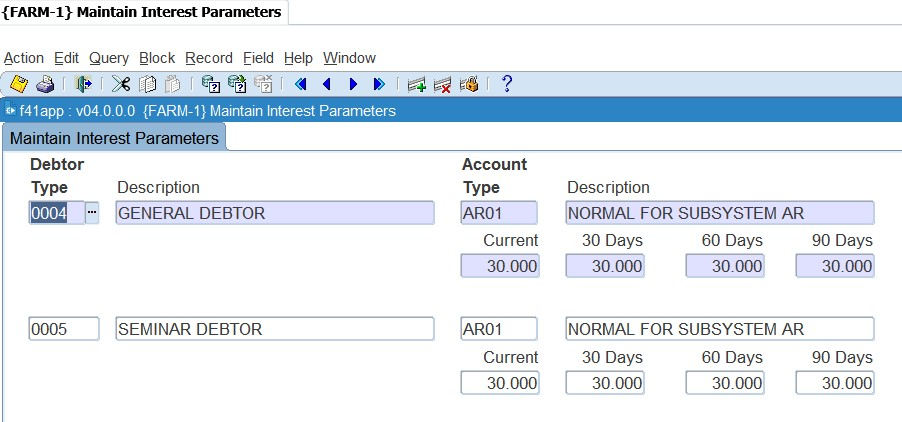 {FARM-1} Maintain Interest Parameters
Action Edit Query Block Record Field Help Window
f41app : v04.0.0.0 {FARM-1} Maintain Interest Parameters
Maintain Interest Parameters
Debtor Account
Type Description Type Description
0004 ... GENERAL DEBTOR AR01 NORMAL FOR SUBSYSTEM AR
Current 30 Days 60 Days 90 Days
30.000 30.000 30.000 30.000
0005 SEMINAR DEBTOR AR01 NORMAL FOR SUBSYSTEM AR
Current 30 Days 60 Days 90 Days
30.000 30.000 30.000 30.000